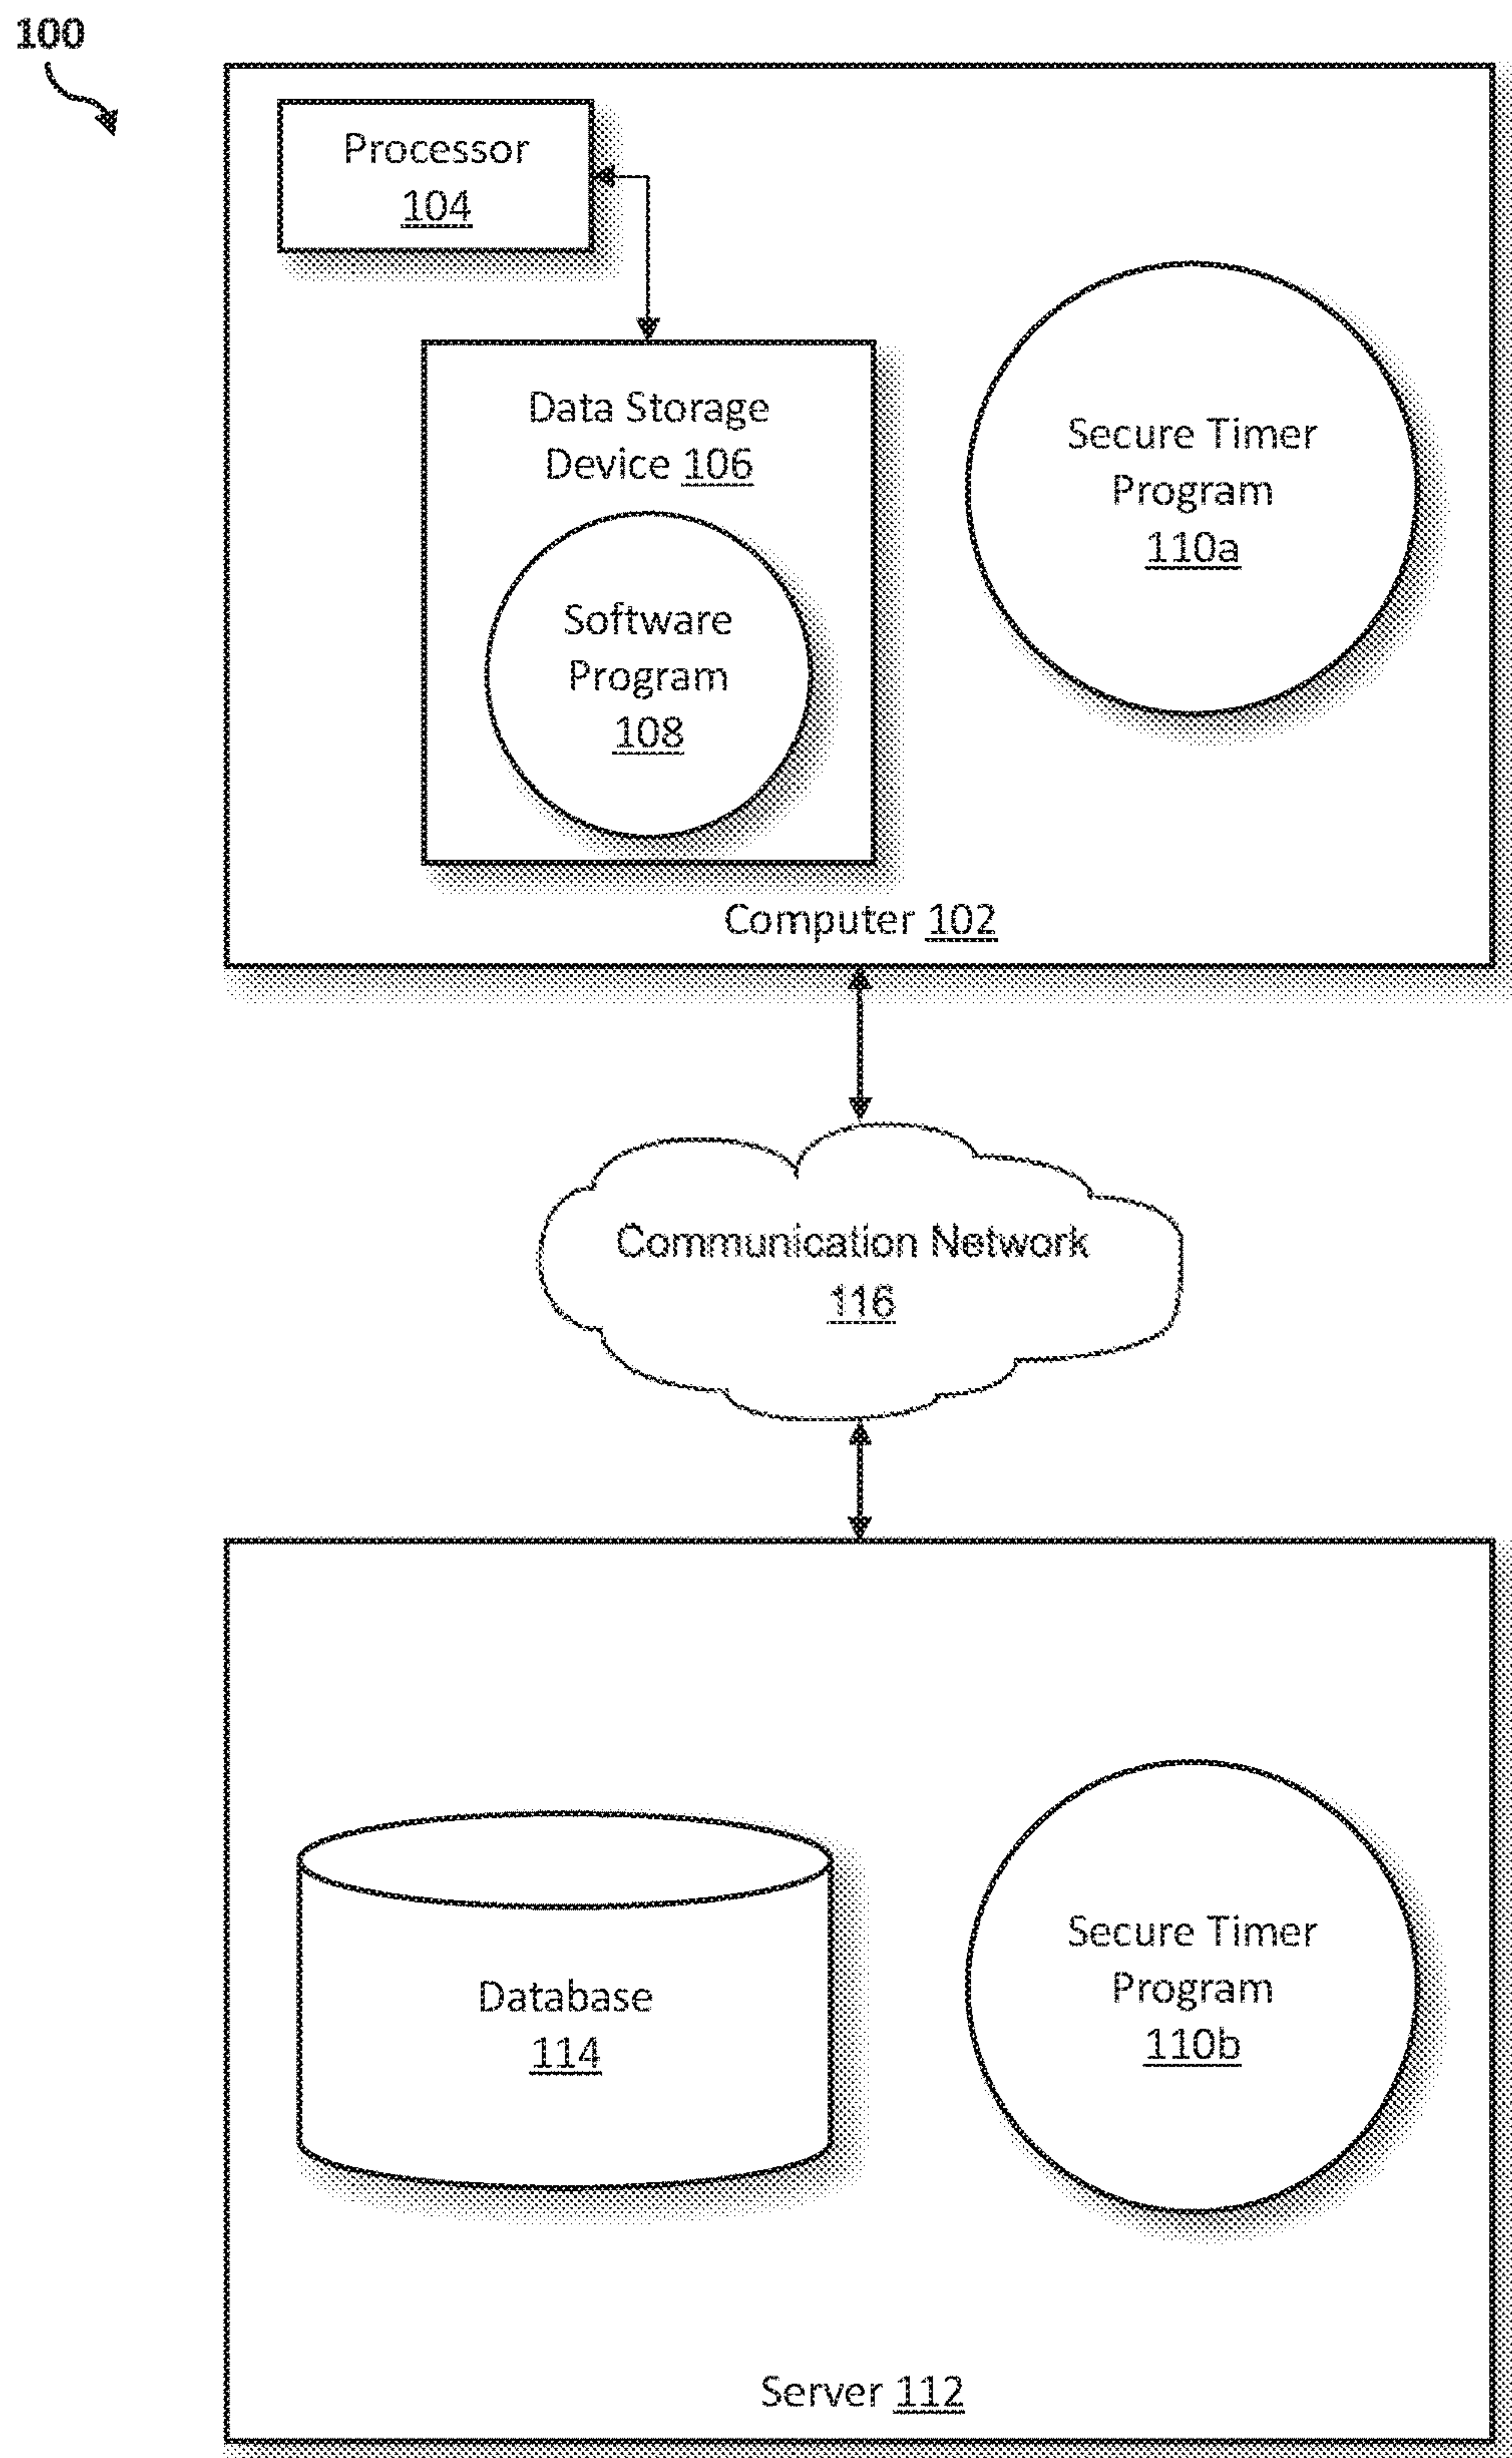 100
Processor
104
Data Storage
Device 106
Software
Program
108
Secure Timer
Program
110a
Computer 102
Communication Network
116
Database
114
Secure Timer
Program
110b
Server 112